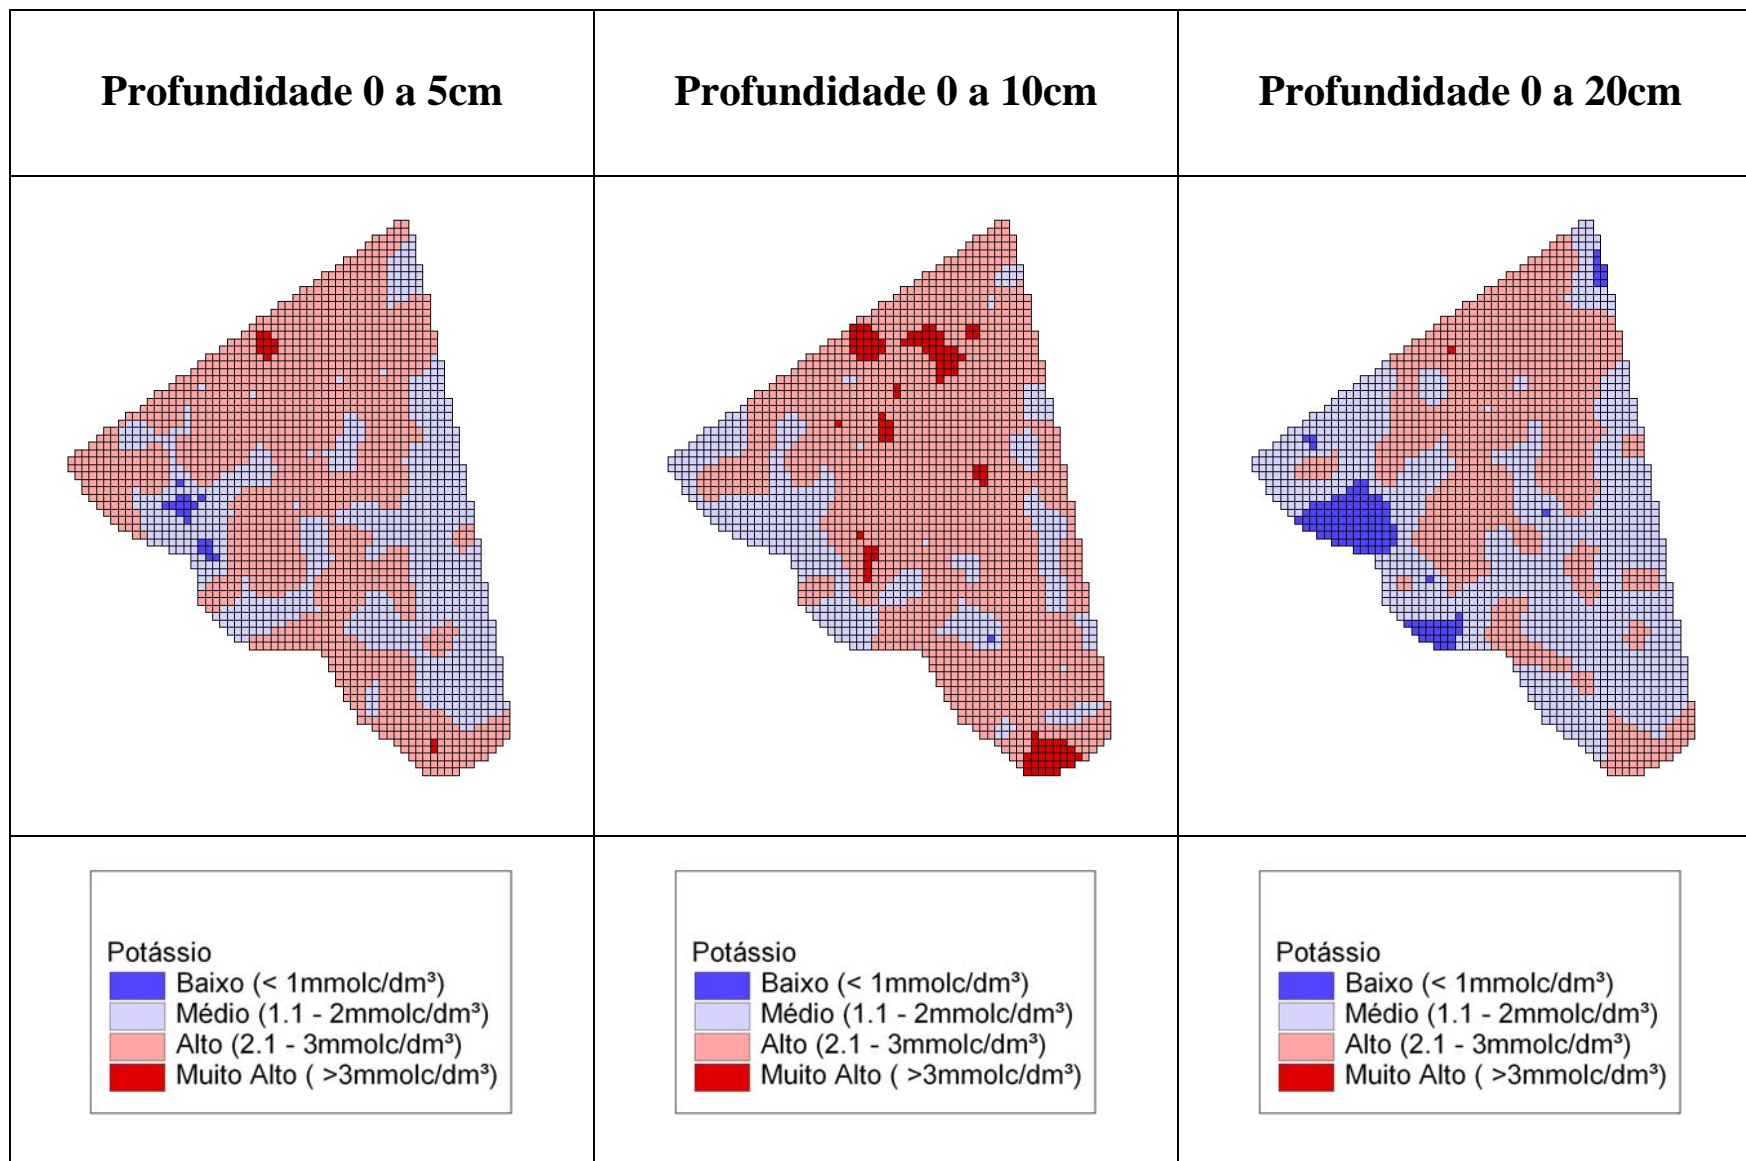 Profundidade 0 a 5cm
Profundidade 0 a 10cm
Profundidade 0 a 20cm
Potássio
Baixo (< 1mmolc/dm³)
Médio (1.1 - 2mmolc/dm³)
Alto (2.1 - 3mmolc/dm³)
Muito Alto ( >3mmolc/dm³)
Potássio
Baixo (< 1mmolc/dm³)
Médio (1.1 - 2mmolc/dm³)
Alto (2.1 - 3mmolc/dm³)
Muito Alto ( >3mmolc/dm³)
Potássio
Baixo (< 1mmolc/dm³)
Médio (1.1 - 2mmolc/dm³)
Alto (2.1 - 3mmolc/dm³)
Muito Alto ( >3mmolc/dm³)